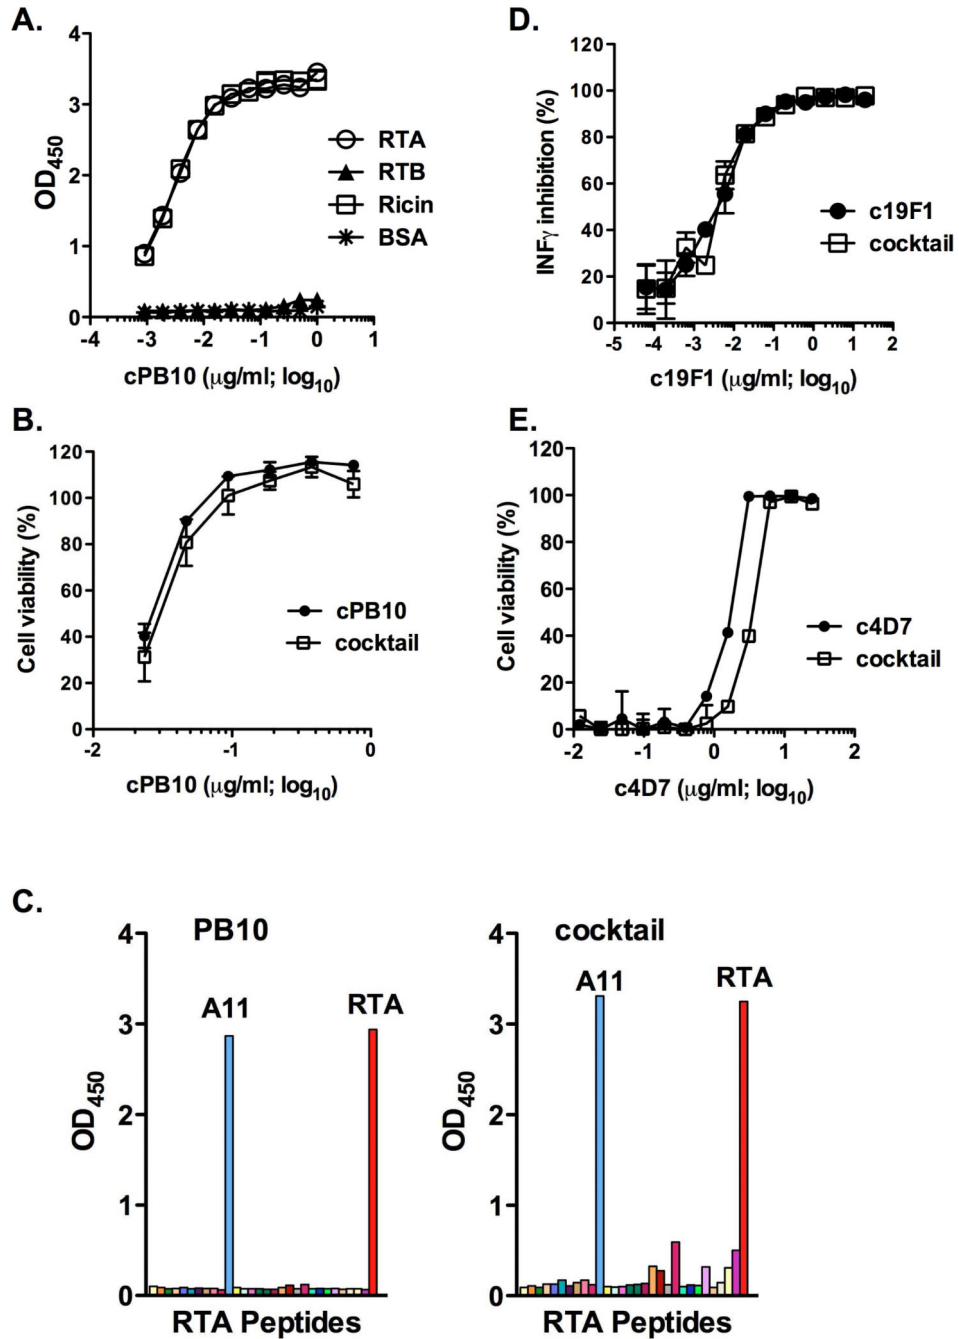 A.
4
3
2
1
0
OD450
-4 -3 -2 -1 0 1
cPB10 (μg/ml; log10)
RTA
RTB
Ricin
BSA
B.
120
100
80
60
40
20
0
Cell viability (%)
-2 -1 0
cPB10 (μg/ml; log10)
cPB10
cocktail
D.
120
100
80
60
40
20
0
INFγ inhibition (%)
-5 -4 -3 -2 -1 0 1 2
c19F1 (μg/ml; log10)
c19F1
cocktail
E.
120
100
80
60
40
20
0
Cell viability (%)
-2 -1 0 1 2
c4D7 (μg/ml; log10)
c4D7
cocktail
C.
PB10
4
3
2
1
0
OD450
A11
RTA
RTA Peptides
cocktail
4
3
2
1
0
OD450
A11
RTA
RTA Peptides